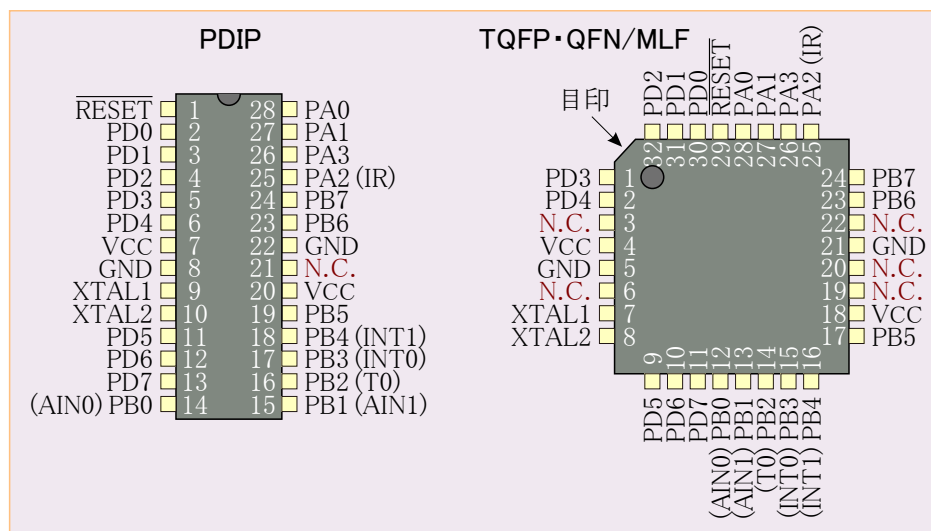 PDIP
RESET 1 28 PA0
PD0 2 27 PA1
PD1 3 26 PA3
PD2 4 25 PA2 (IR)
PD3 5 24 PB7
PD4 6 23 PB6
VCC 7 22 GND
GND 8 21 N.C.
XTAL1 9 20 VCC
XTAL2 10 19 PB5
PD5 11 18 PB4 (INT1)
PD6 12 17 PB3 (INT0)
PD7 13 16 PB2 (T0)
(AIN0) PB0 14 15 PB1 (AIN1)
TQFP・QFN/MLF
目印
PD2 32
PD1 31
PD0 30
RESET 29
PA0 28
PA1 27
PA3 26
PA2 (IR) 25
PD3 1 24 PB7
PD4 2 23 PB6
N.C. 3 22 N.C.
VCC 4 21 GND
GND 5 20 N.C.
N.C. 6 19 N.C.
XTAL1 7 18 VCC
XTAL2 8 17 PB5
PD5 9
PD6 10
PD7 11
(AIN0) PB0 12
(AIN1) PB1 13
(T0) PB2 14
(INT0) PB3 15
(INT1) PB4 16